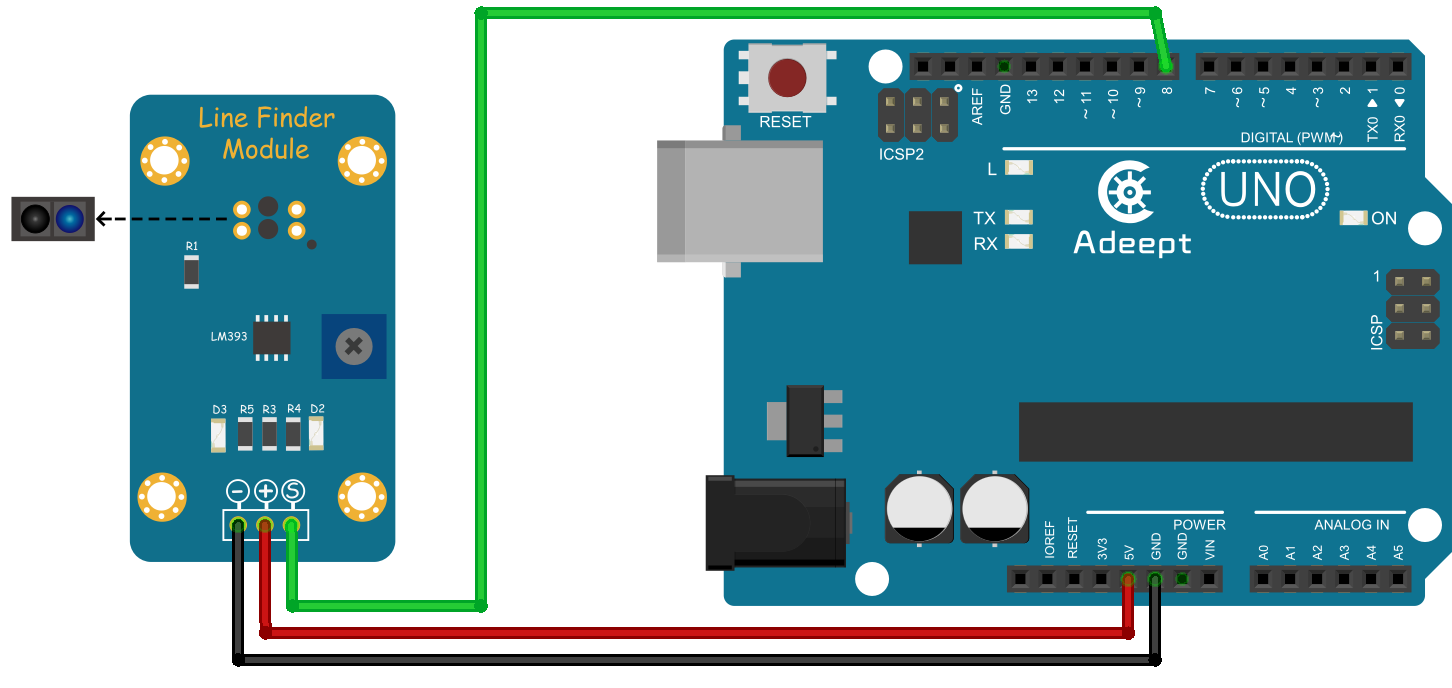 Line Finder
Module
R1
LM393
D3
R5
R3
R4
D2
-
+
S
RESET
ICSP2
AREF
GND
13
12
~11
~10
~9
8
7
~6
~5
4
~3
2
TX0 ▶ 1
RX0 ◀ 0
DIGITAL (PWM~)
L
TX
RX
Adeept
UNO
ON
1
ICSP
POWER
ANALOG IN
IOREF
RESET
3V3
5V
GND
GND
VIN
A0
A1
A2
A3
A4
A5